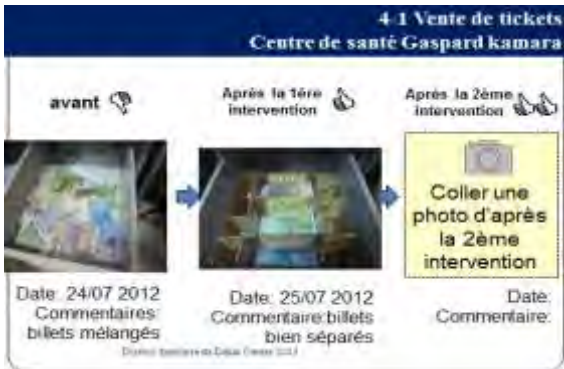 4-1 Vente de tickets
Centre de santé Gaspard kamara
avant
Après la 1ére
intervention
Après la 2ème
intervention
Coller une
photo d'après
la 2ème
intervention
Date: 24/07 2012
Commentaires:
billets mélangés
Date: 25/07 2012
Commentaire:billets
bien séparés
Date:
Commentaire: